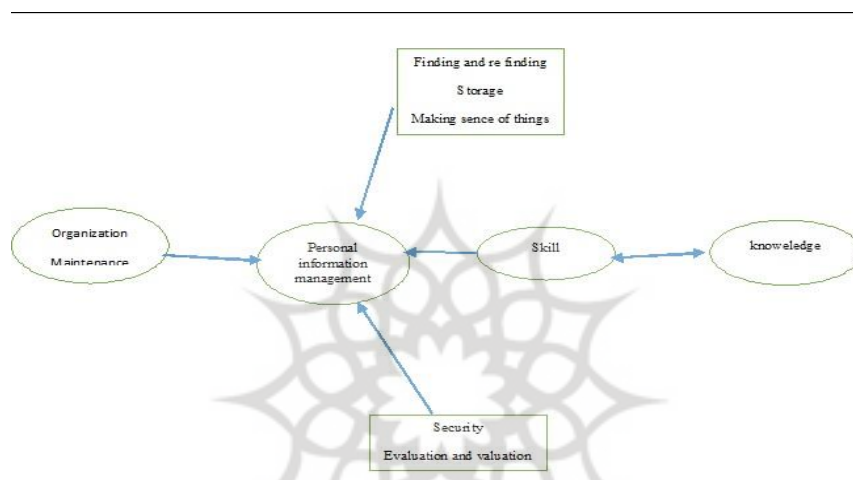 Finding and re finding
Storage
Making sence of things
Organization
Maintenance
Personal
information
management
Skill
knoweledge
Security
Evaluation and valuation